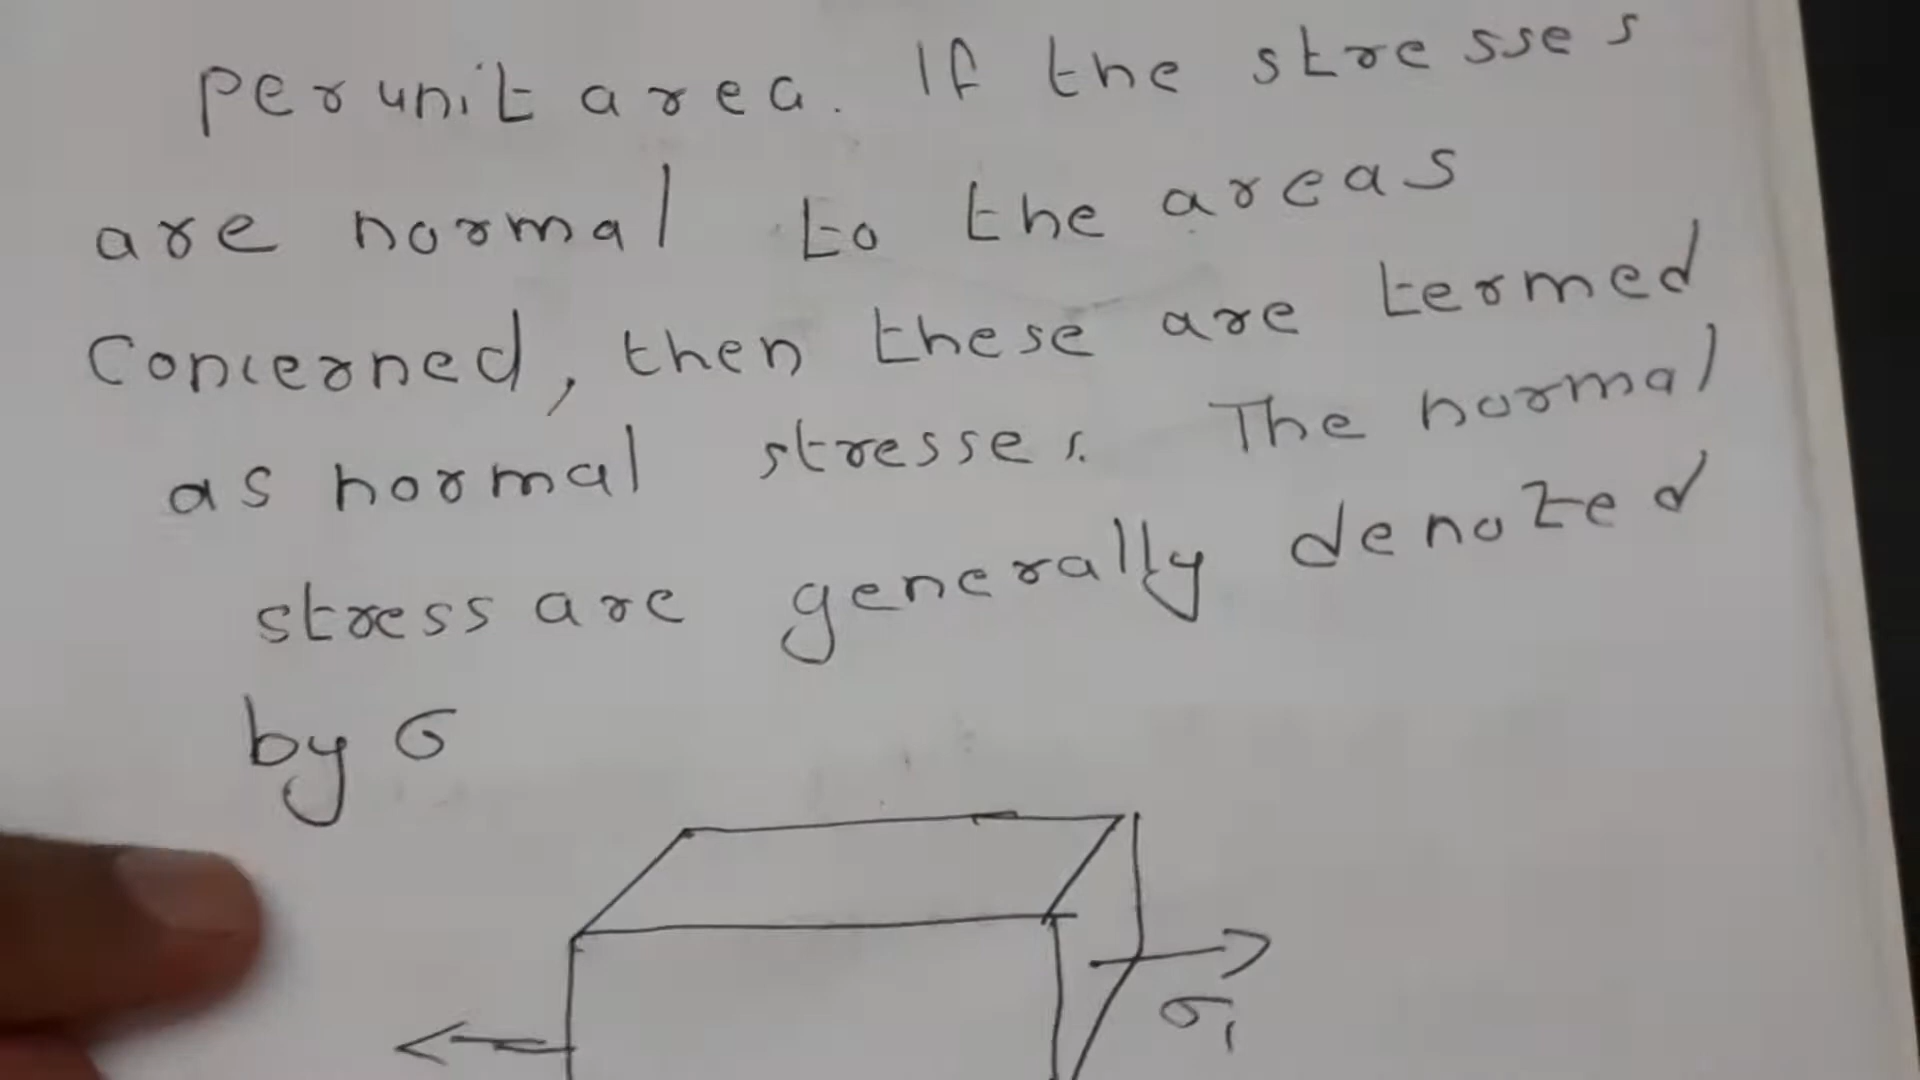 per unit area. If the stresses
are normal to the areas
Concerned, then these are termed
as normal stresses. The normal
stress are generally denoted
by σ
σ₁